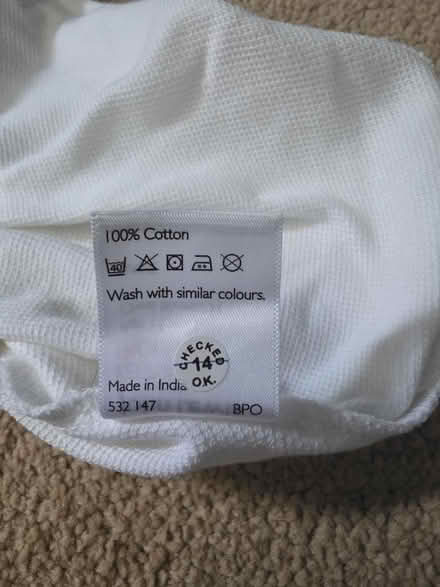 100% Cotton
40
Wash with similar colours.
CHECKED
14
OK.
Made in India
532 147
BPO